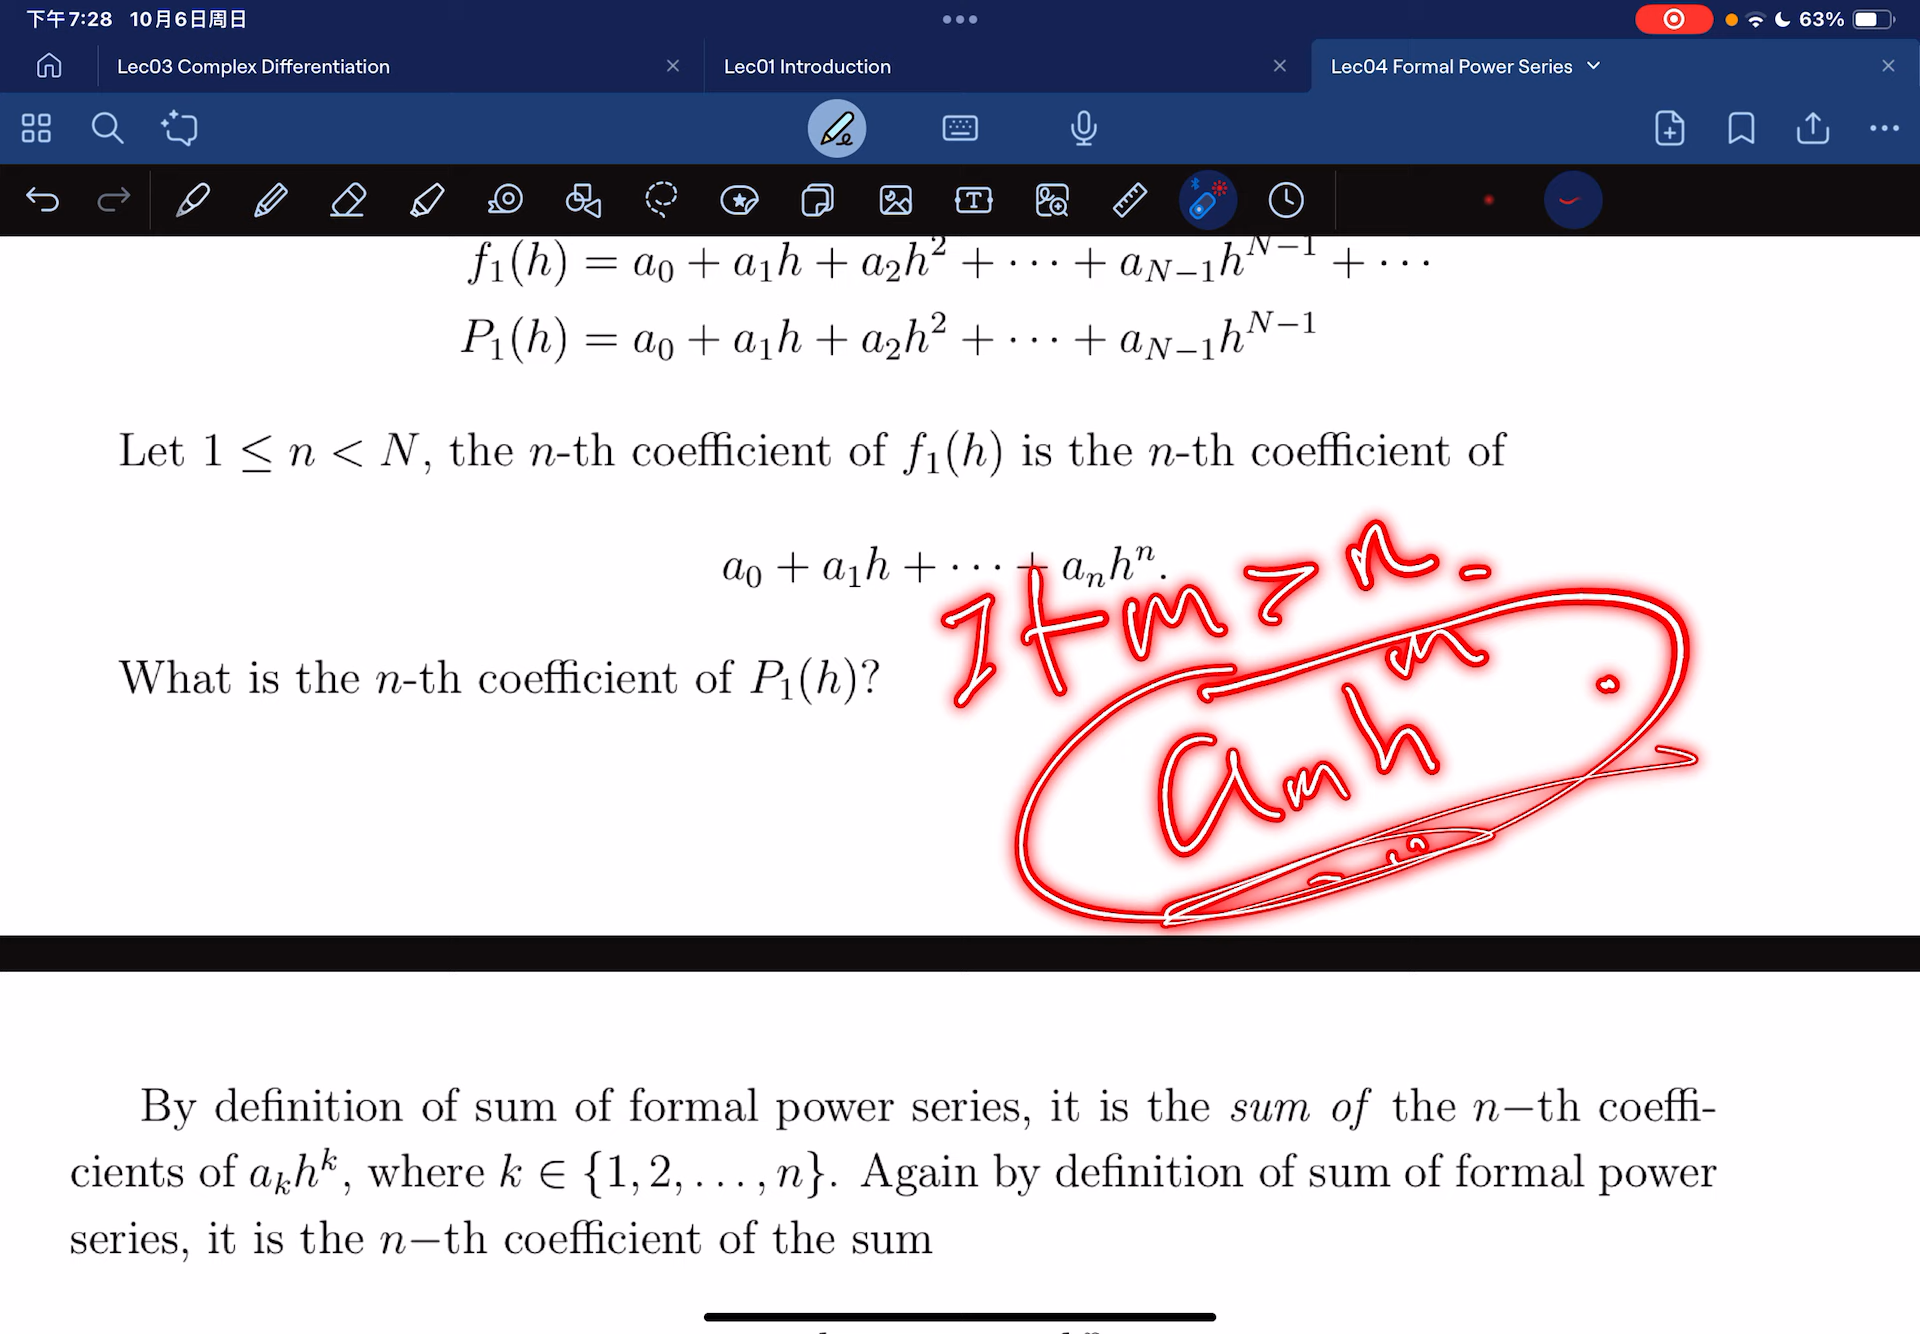 下午7:28 10月6日周日 63%
Lec03 Complex Differentiation Lec01 Introduction Lec04 Formal Power Series
f₁(h) = a₀ + a₁h + a₂h² + ··· + a_{N−1}h^{N−1} + ···
P₁(h) = a₀ + a₁h + a₂h² + ··· + a_{N−1}h^{N−1}
Let 1 ≤ n < N, the n-th coefficient of f₁(h) is the n-th coefficient of
a₀ + a₁h + ··· + aₙhⁿ.
If m > n.
What is the n-th coefficient of P₁(h)?
a_m h^m
By definition of sum of formal power series, it is the sum of the n−th coeffi-
cients of aₖhᵏ, where k ∈ {1, 2, . . . , n}. Again by definition of sum of formal power
series, it is the n−th coefficient of the sum